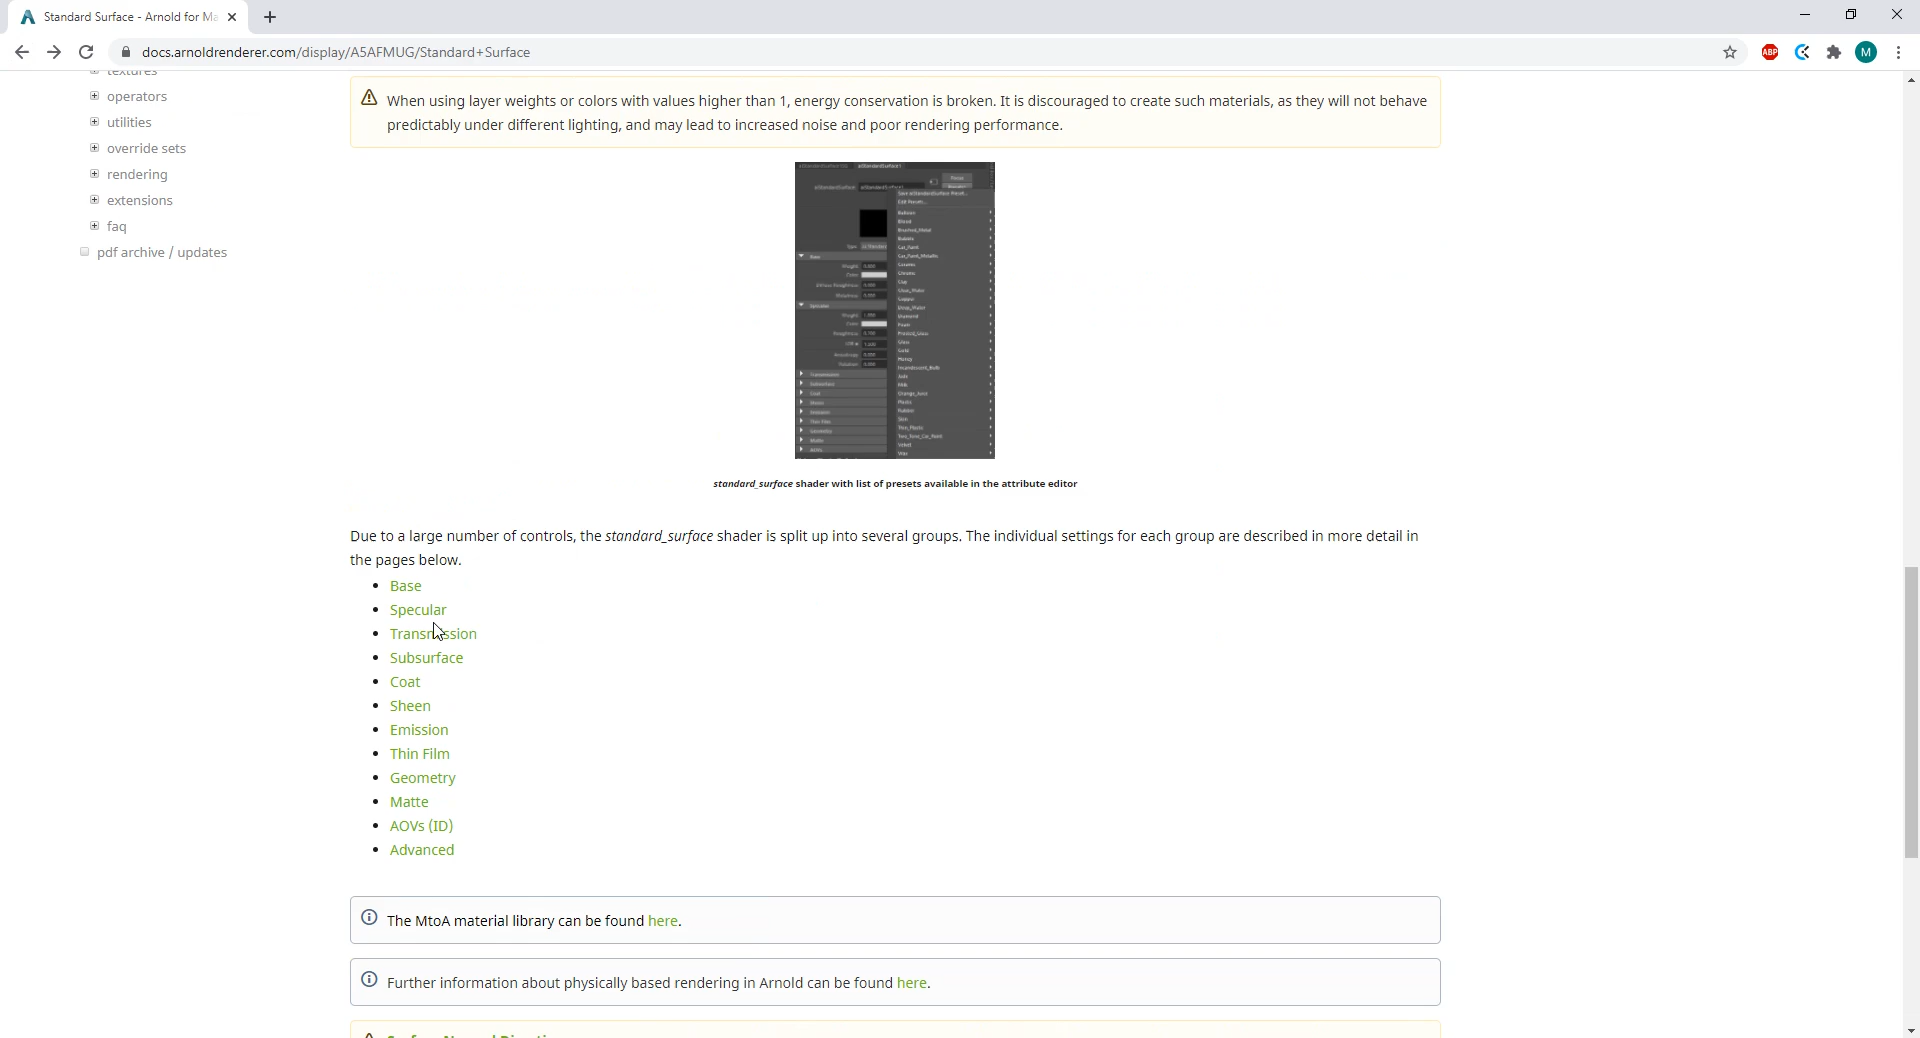 Standard Surface - Arnold for Ma
docs.arnoldrenderer.com/display/A5AFMUG/Standard+Surface
ABP
M
textures
operators
utilities
override sets
rendering
extensions
faq
pdf archive / updates
When using layer weights or colors with values higher than 1, energy conservation is broken. It is discouraged to create such materials, as they will not behave
predictably under different lighting, and may lead to increased noise and poor rendering performance.
standard_surface shader with list of presets available in the attribute editor
Due to a large number of controls, the standard_surface shader is split up into several groups. The individual settings for each group are described in more detail in
the pages below.
Base
Specular
Transmission
Subsurface
Coat
Sheen
Emission
Thin Film
Geometry
Matte
AOVs (ID)
Advanced
The MtoA material library can be found here.
Further information about physically based rendering in Arnold can be found here.